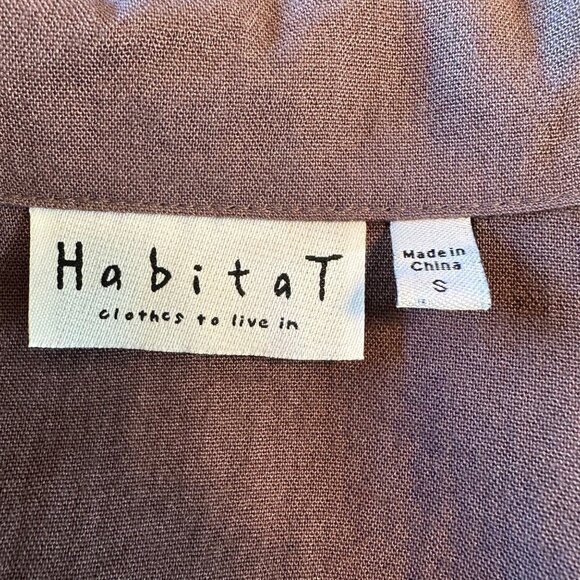 HabitaT
clothes to live in
Made in
China
S